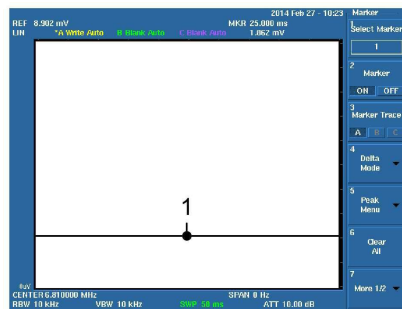 2014 Feb 27 - 10:23
REF 8.902 mV
MKR 25.000 ms
LIN
*A Write Auto
B Blank Auto
C Blank Auto
1.062 mV
1
0uV
CENTER 6.810000 MHz
SPAN 0 Hz
RBW 10 kHz
VBW 10 kHz
SWP 50 ms
ATT 10.00 dB
Marker
1
Select Marker
1
2
Marker
ON OFF
3
Marker Trace
A B C
4
Delta
Mode
5
Peak
Menu
6
Clear
All
7
More 1/2